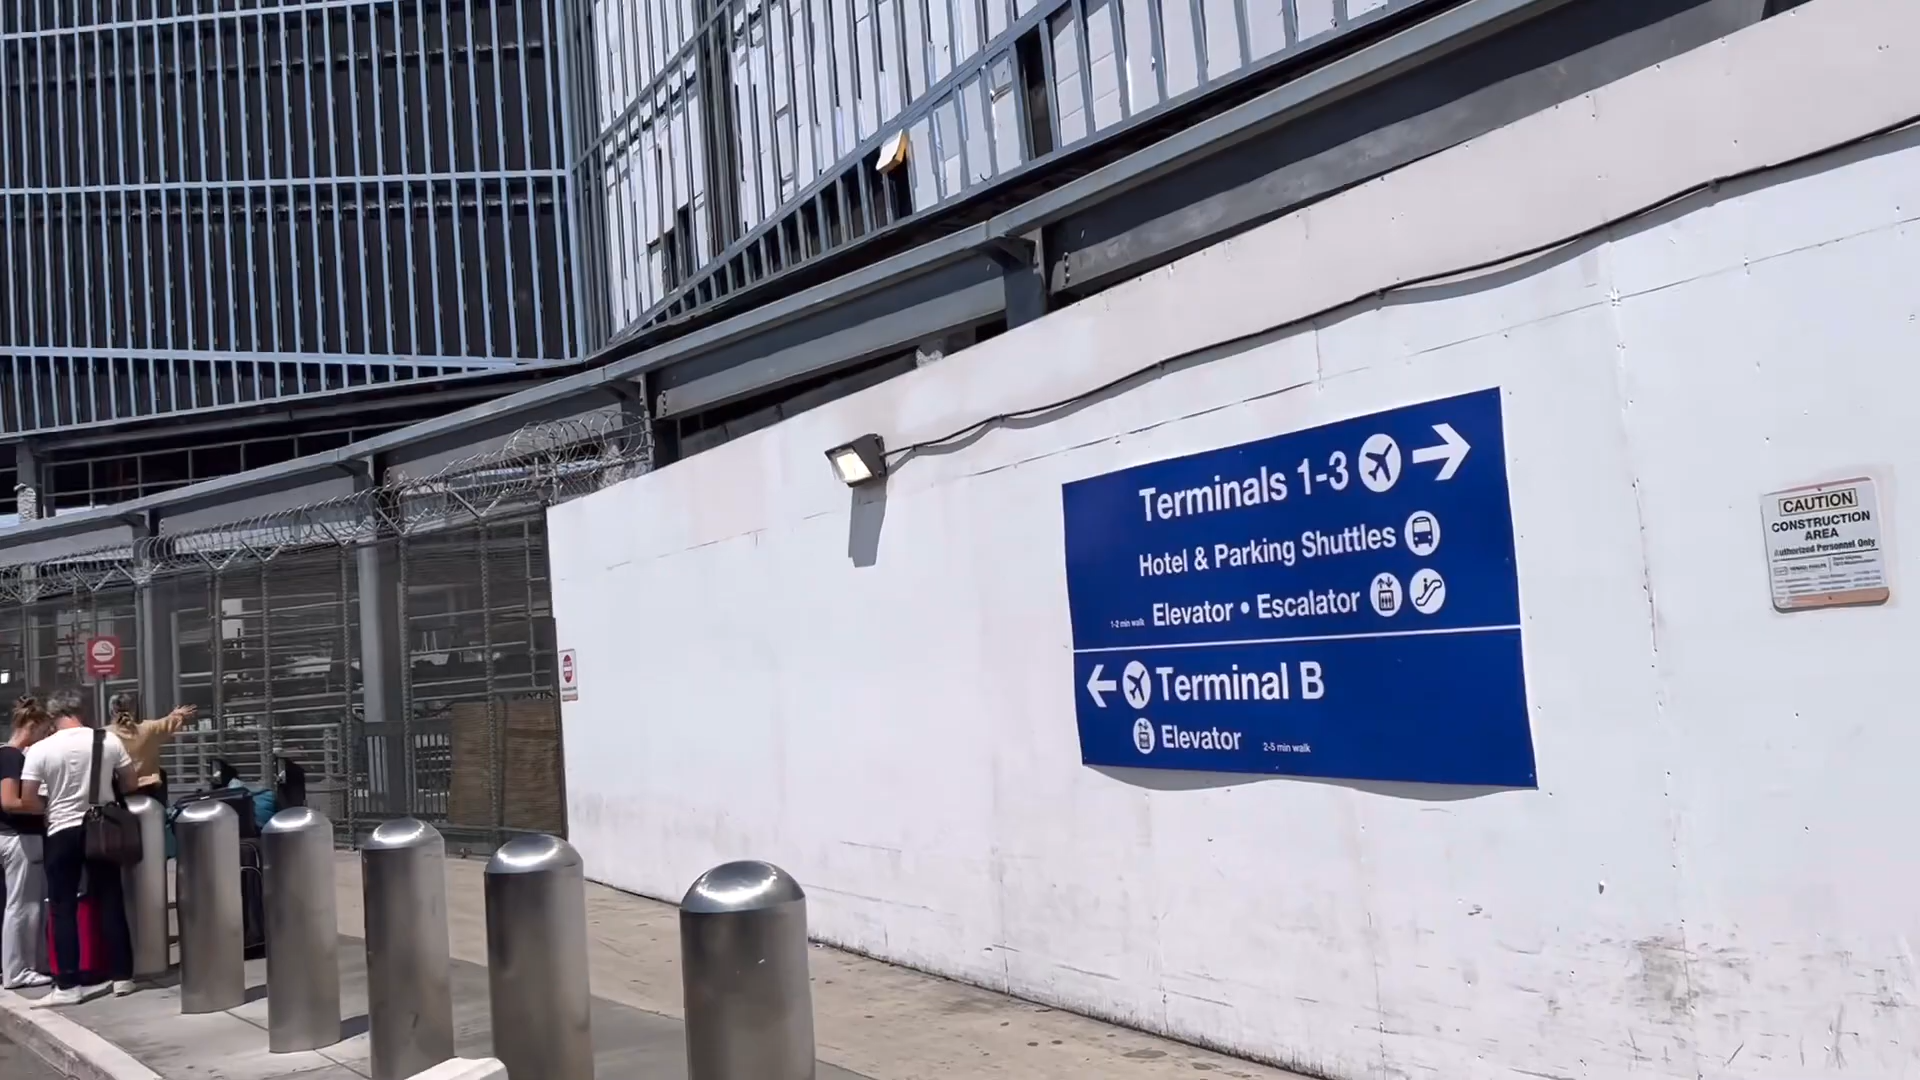 Terminals 1-3
Hotel & Parking Shuttles
1-2 min walk Elevator • Escalator
Terminal B
Elevator 2-5 min walk
CAUTION
CONSTRUCTION
AREA
Authorized Personnel Only